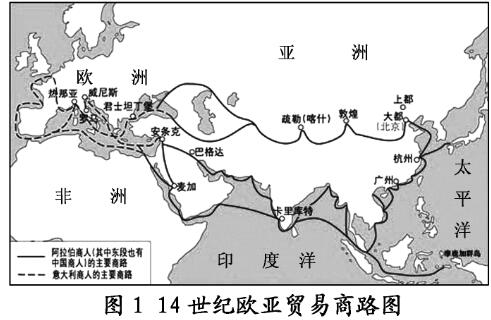 亚 洲
欧 洲
上都
热那亚
威尼斯
大都
(北京)
君士坦丁堡
疏勒(喀什)
敦煌
罗
安条克
巴格达
杭州
太平洋
非 洲
麦加
广州
卡里库特
印 度 洋
阿拉伯商人(其中东段也有
中国商人)的主要商路
意大利商人的主要商路
图 1 14 世纪欧亚贸易商路图